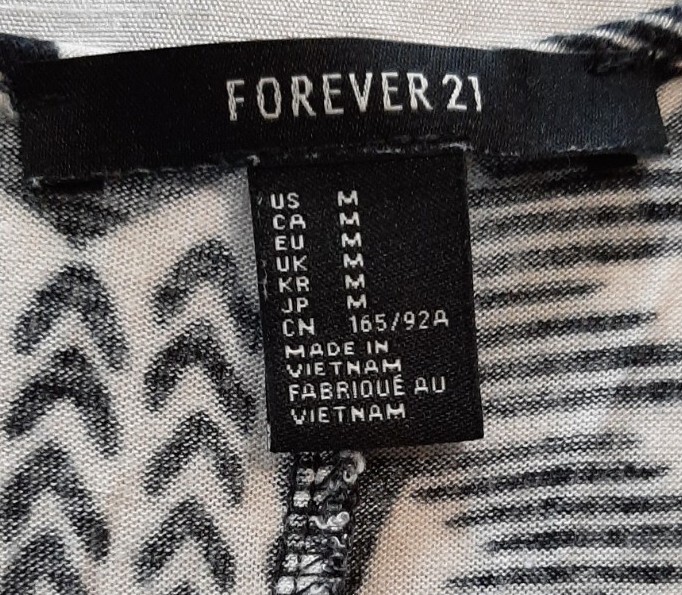 FOREVER 21
US M
CA M
EU M
UK M
KR M
JP M
CN 165/92A
MADE IN
VIETNAM
FABRIQUÉ AU
VIETNAM